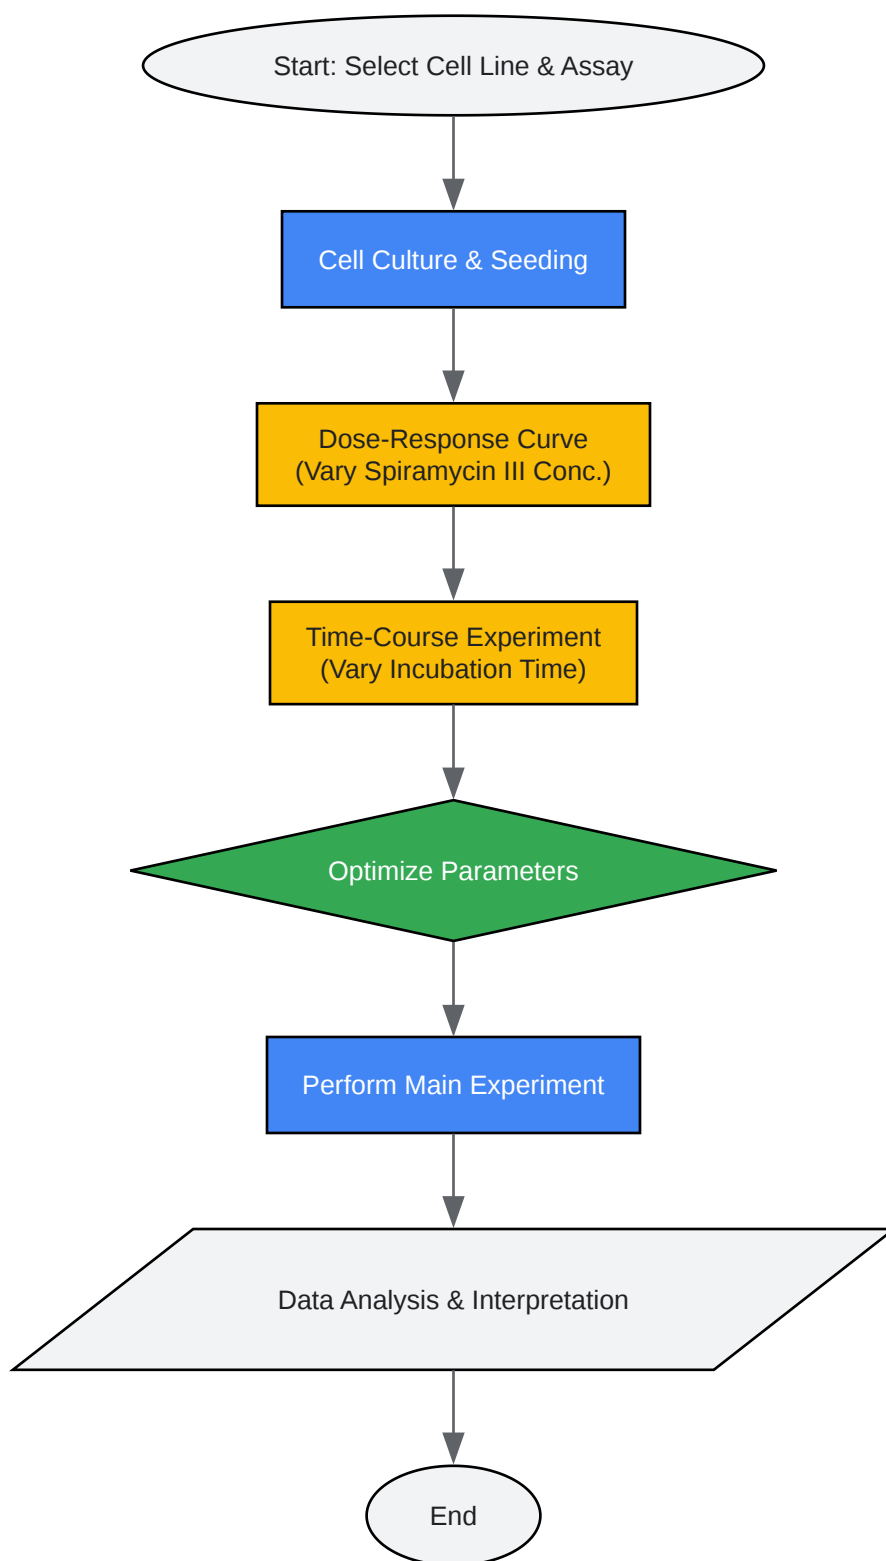 Start: Select Cell Line & Assay
Cell Culture & Seeding
Dose-Response Curve
(Vary Spiramycin III Conc.)
Time-Course Experiment
(Vary Incubation Time)
Optimize Parameters
Perform Main Experiment
Data Analysis & Interpretation
End